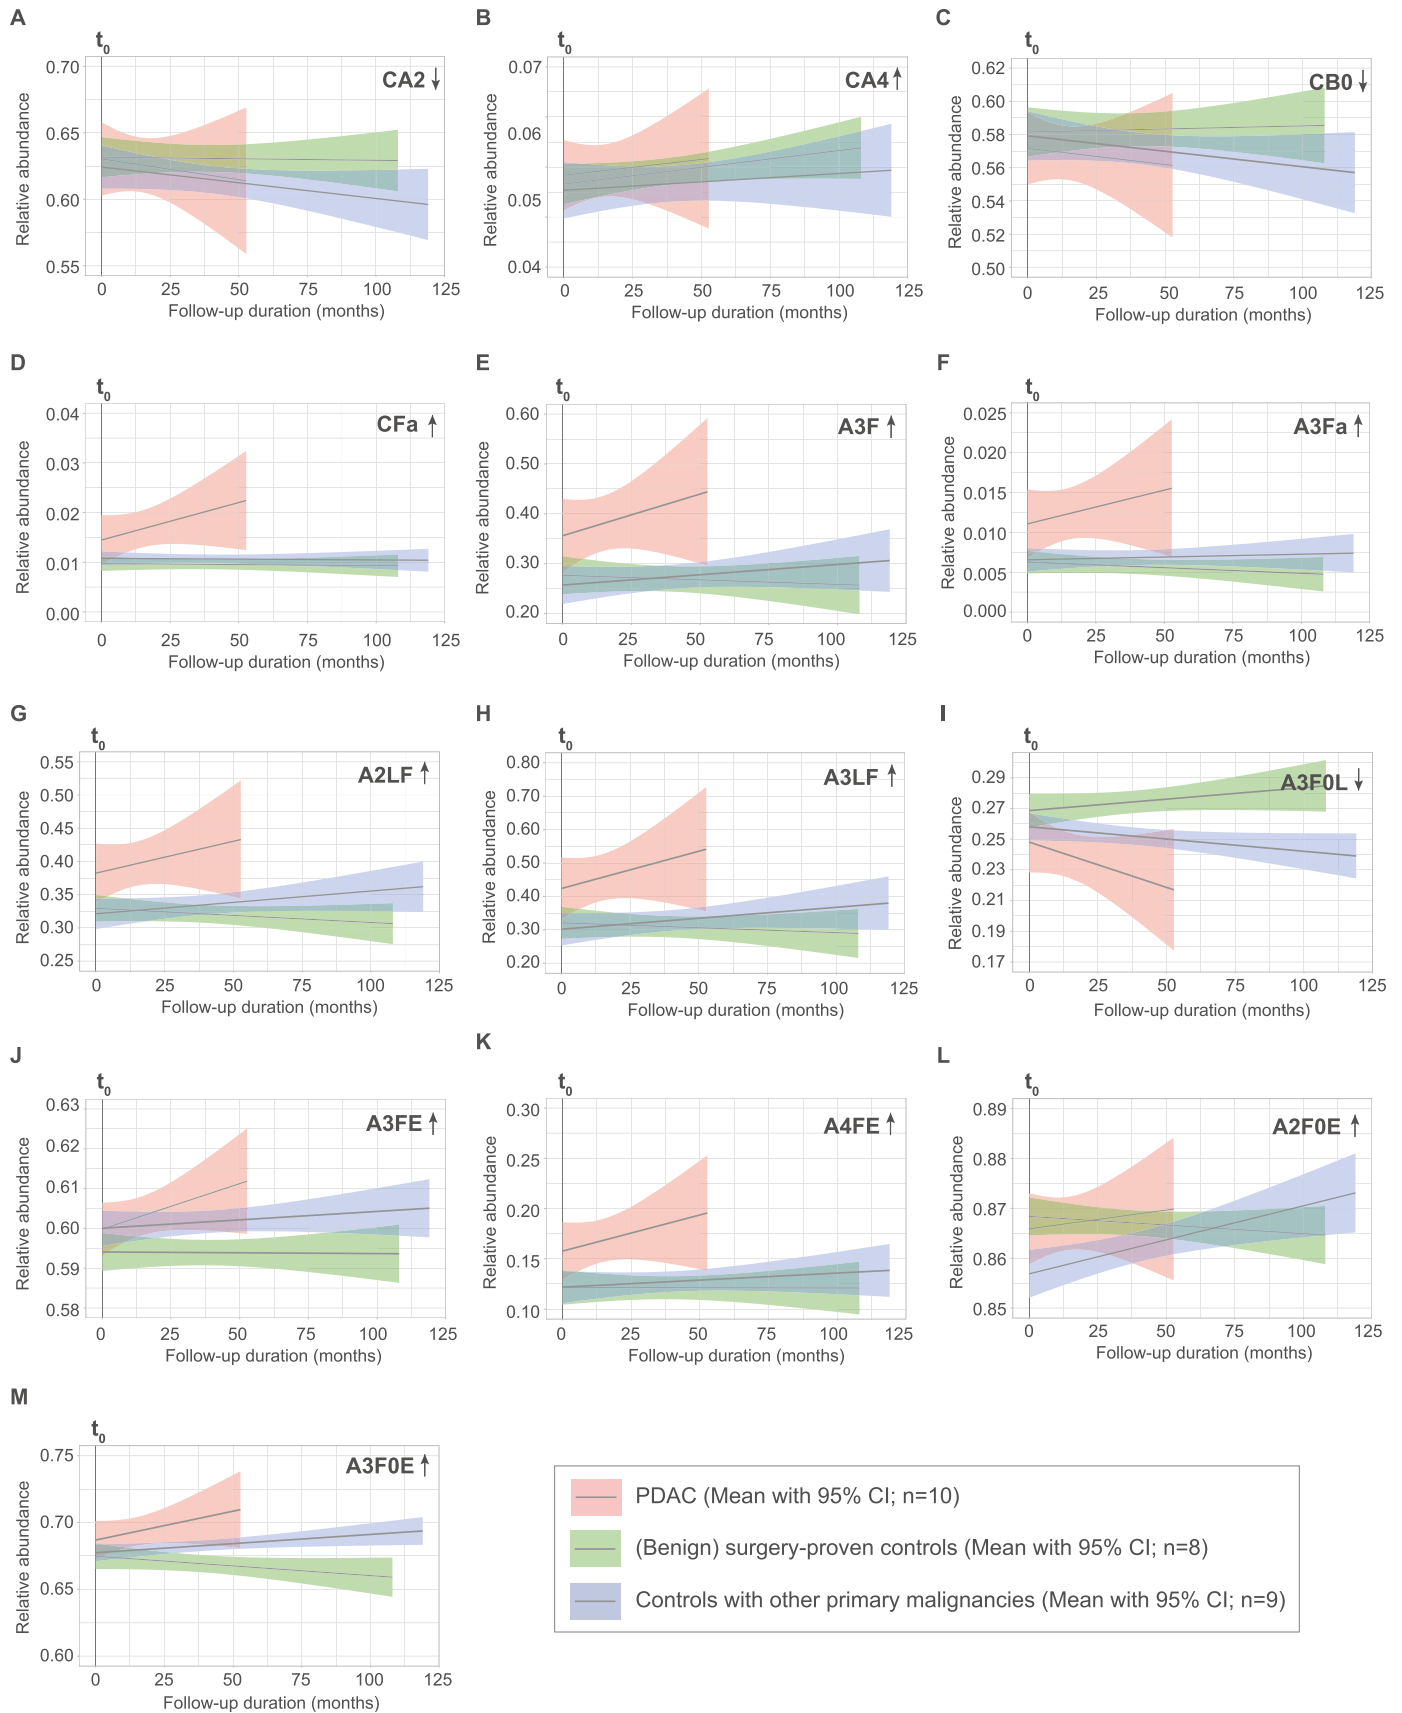 A
t0
CA2 ↓
Relative abundance
0.70
0.65
0.60
0.55
0 25 50 75 100 125
Follow-up duration (months)
B
t0
CA4 ↑
Relative abundance
0.07
0.06
0.05
0.04
0 25 50 75 100 125
Follow-up duration (months)
C
t0
CB0 ↓
Relative abundance
0.62
0.60
0.58
0.56
0.54
0.52
0.50
0 25 50 75 100 125
Follow-up duration (months)
D
t0
CFa ↑
Relative abundance
0.04
0.03
0.02
0.01
0.00
0 25 50 75 100 125
Follow-up duration (months)
E
t0
A3F ↑
Relative abundance
0.60
0.50
0.40
0.30
0.20
0 25 50 75 100 125
Follow-up duration (months)
F
t0
A3Fa ↑
Relative abundance
0.025
0.020
0.015
0.010
0.005
0.000
0 25 50 75 100 125
Follow-up duration (months)
G
t0
A2LF ↑
Relative abundance
0.55
0.50
0.45
0.40
0.35
0.30
0.25
0 25 50 75 100 125
Follow-up duration (months)
H
t0
A3LF ↑
Relative abundance
0.80
0.70
0.60
0.50
0.40
0.30
0.20
0 25 50 75 100 125
Follow-up duration (months)
I
t0
A3F0L ↓
Relative abundance
0.29
0.27
0.25
0.23
0.21
0.19
0.17
0 25 50 75 100 125
Follow-up duration (months)
J
t0
A3FE ↑
Relative abundance
0.63
0.62
0.61
0.60
0.59
0.58
0 25 50 75 100 125
Follow-up duration (months)
K
t0
A4FE ↑
Relative abundance
0.30
0.25
0.20
0.15
0.10
0 25 50 75 100 125
Follow-up duration (months)
L
t0
A2F0E ↑
Relative abundance
0.89
0.88
0.87
0.86
0.85
0 25 50 75 100 125
Follow-up duration (months)
M
t0
A3F0E ↑
Relative abundance
0.75
0.70
0.65
0.60
0 25 50 75 100 125
Follow-up duration (months)
PDAC (Mean with 95% CI; n=10)
(Benign) surgery-proven controls (Mean with 95% CI; n=8)
Controls with other primary malignancies (Mean with 95% CI; n=9)